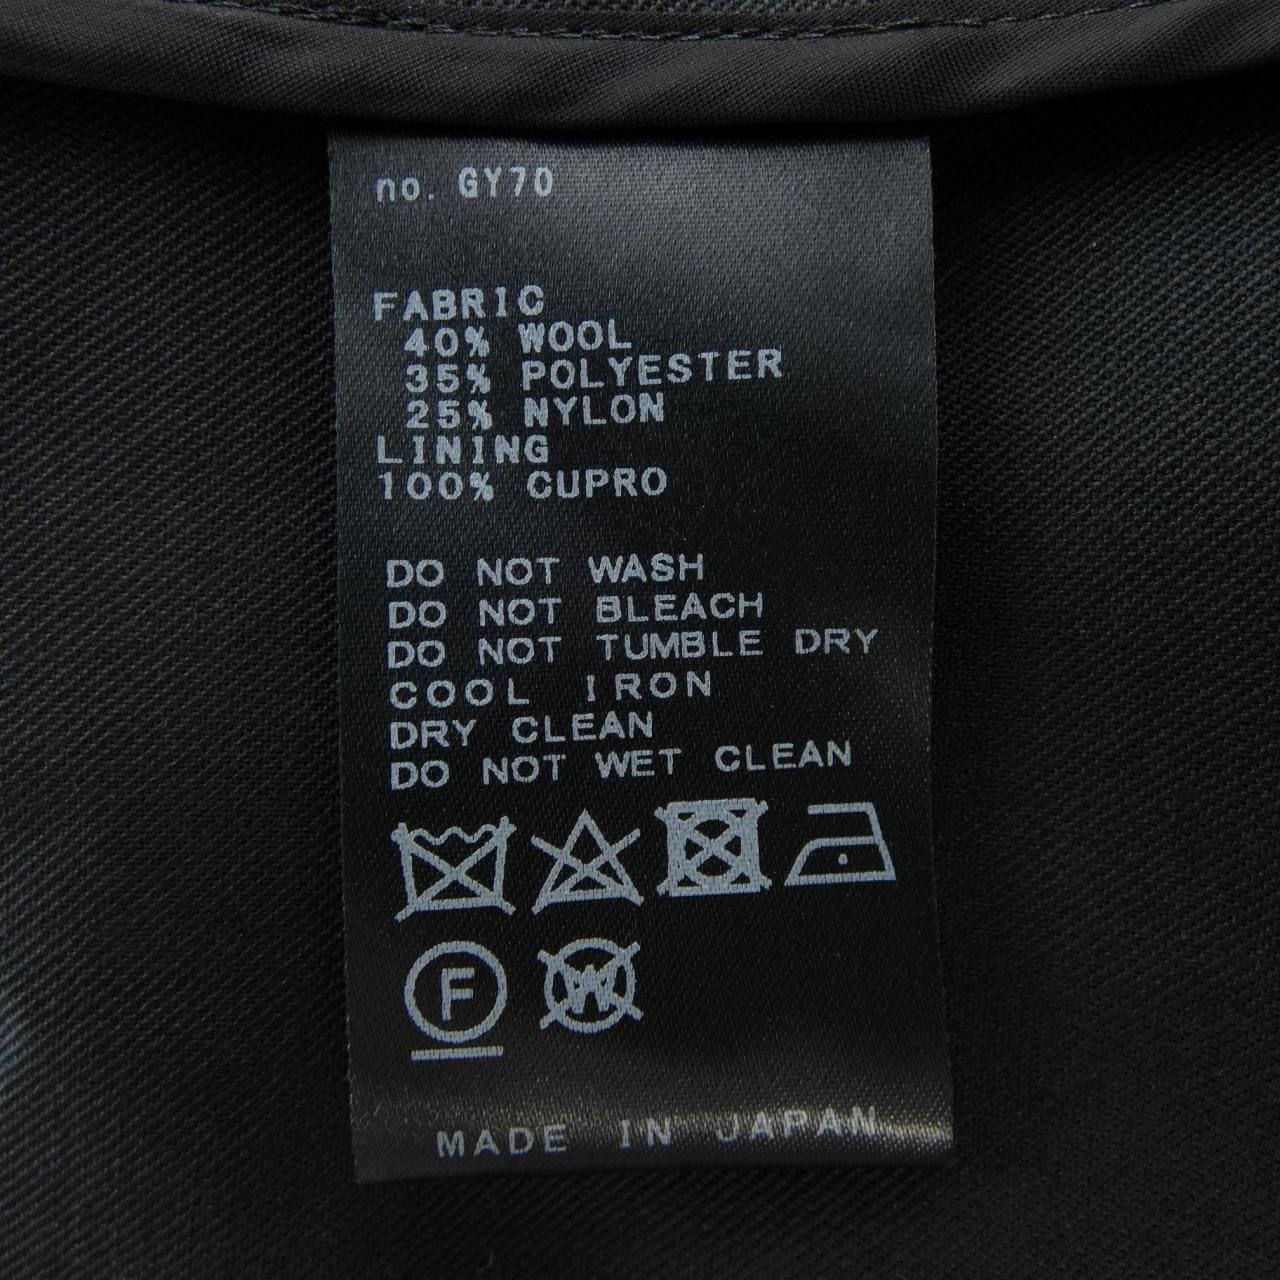 no. GY70
FABRIC
40% WOOL
35% POLYESTER
25% NYLON
LINING
100% CUPRO
DO NOT WASH
DO NOT BLEACH
DO NOT TUMBLE DRY
COOL IRON
DRY CLEAN
DO NOT WET CLEAN
F W
MADE IN JAPAN